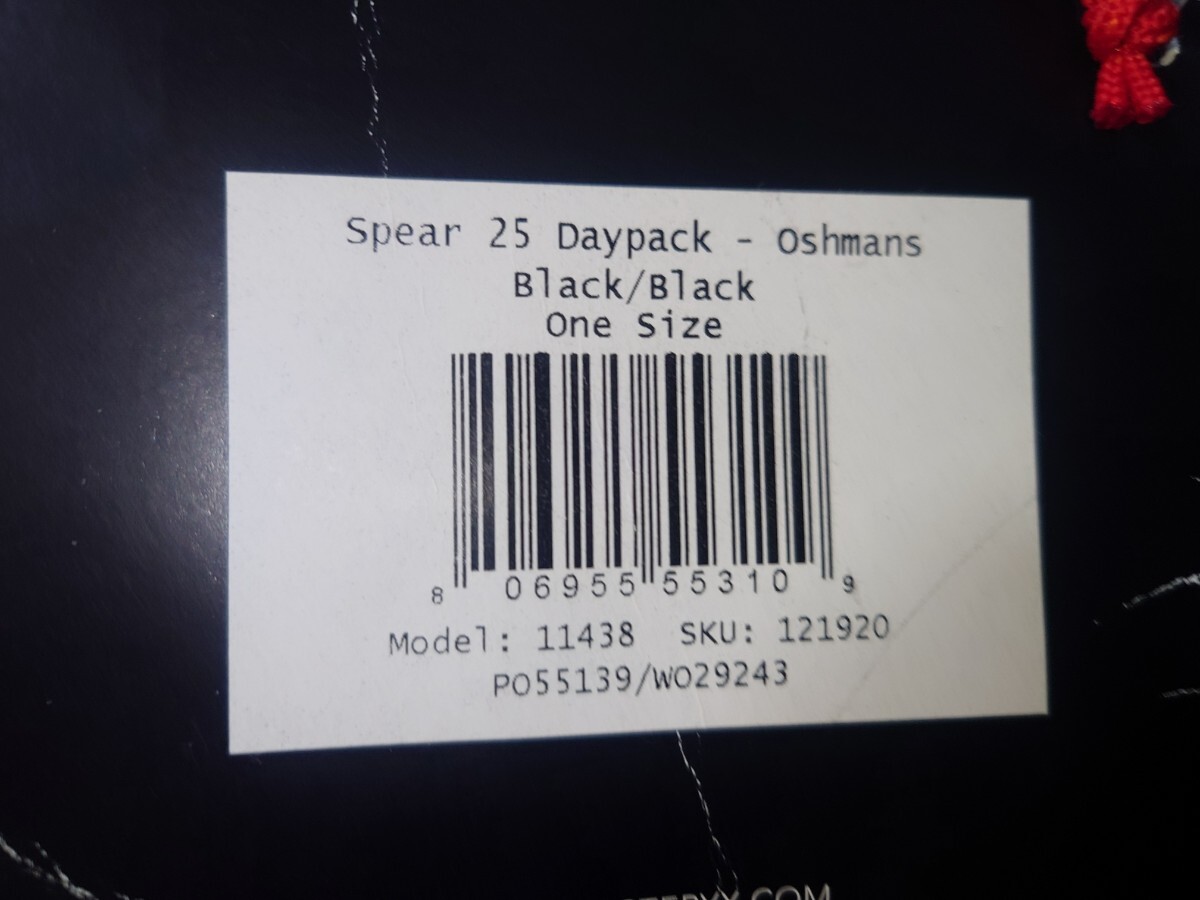 Spear 25 Daypack - Oshmans
Black/Black
One Size
8 06955 55310 9
Model: 11438 SKU: 121920
PO55139/WO29243